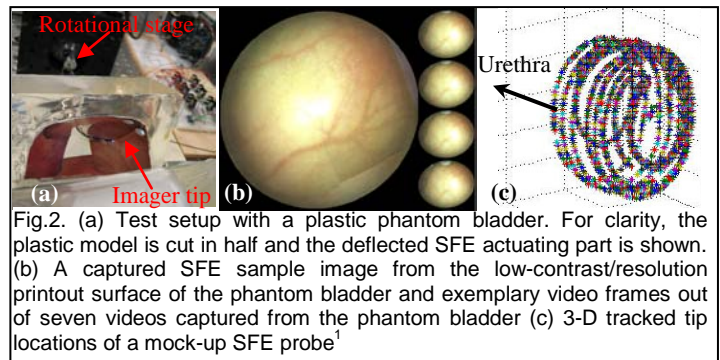 Rotational stage
Imager tip
(a)
(b)
(c)
Urethra
Fig.2. (a) Test setup with a plastic phantom bladder. For clarity, the
plastic model is cut in half and the deflected SFE actuating part is shown.
(b) A captured SFE sample image from the low-contrast/resolution
printout surface of the phantom bladder and exemplary video frames out
of seven videos captured from the phantom bladder (c) 3-D tracked tip
locations of a mock-up SFE probe¹